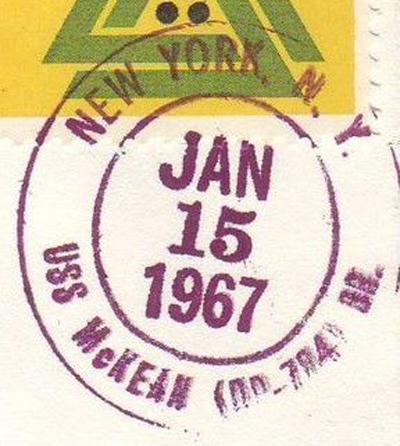 NEW YORK, N. Y.
JAN
15
1967
USS McKEAN (DD-784) BR.